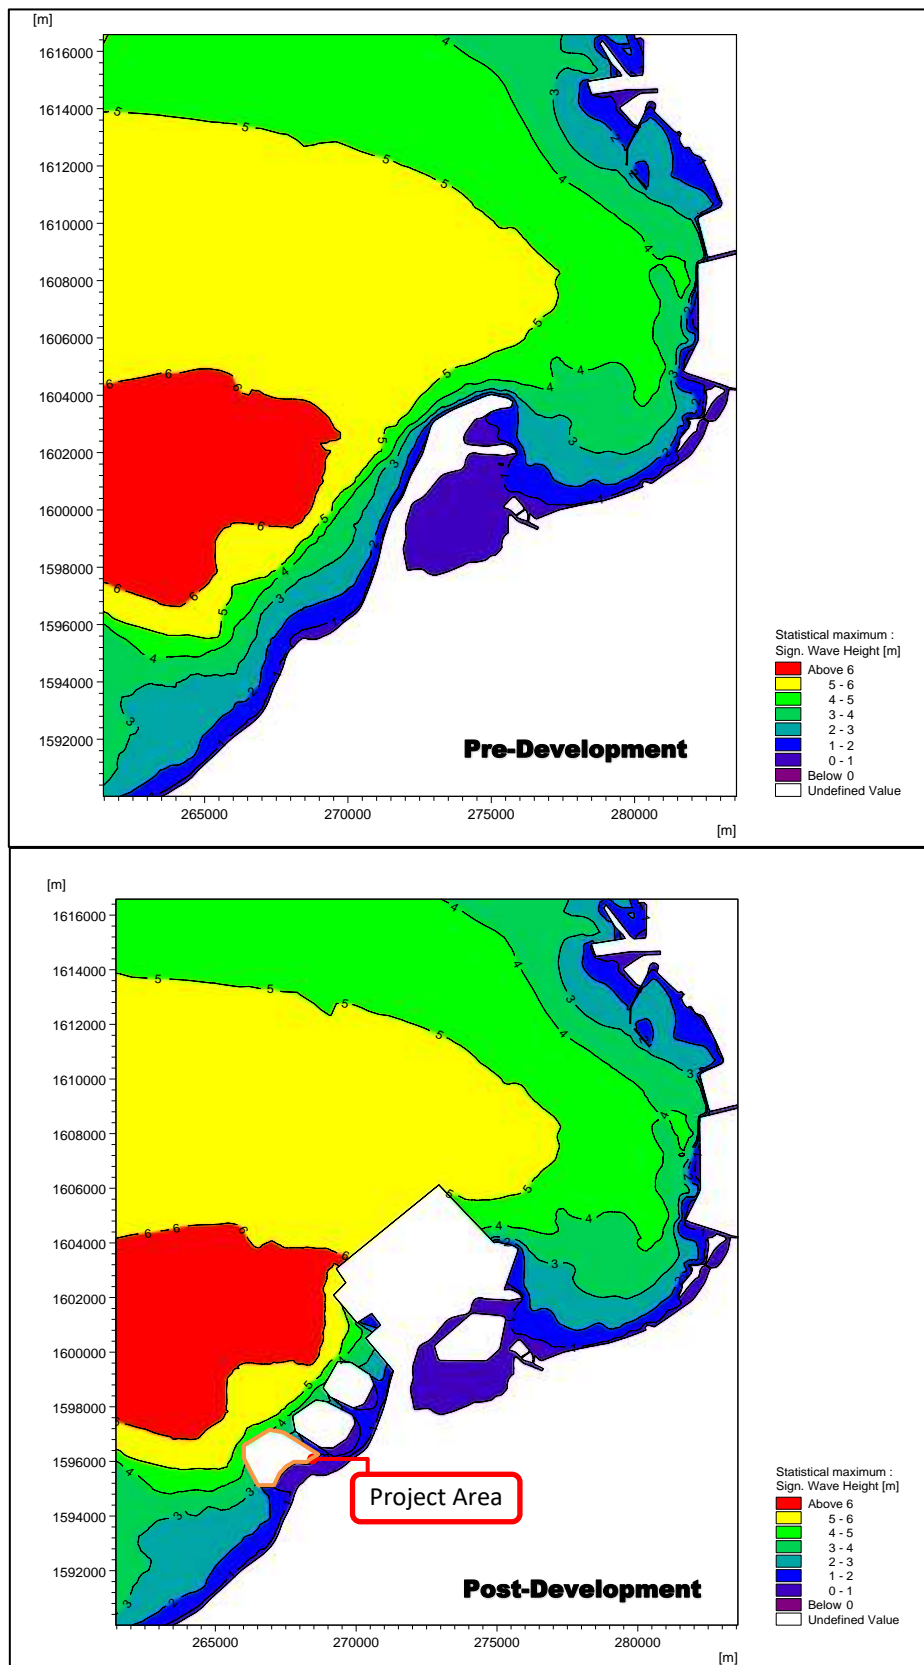 [m]
1616000
1614000
1612000
1610000
1608000
1606000
1604000
1602000
1600000
1598000
1596000
1594000
1592000
265000
270000
275000
280000
[m]
Pre-Development
Statistical maximum :
Sign. Wave Height [m]
Above 6
5 - 6
4 - 5
3 - 4
2 - 3
1 - 2
0 - 1
Below 0
Undefined Value
[m]
1616000
1614000
1612000
1610000
1608000
1606000
1604000
1602000
1600000
1598000
1596000
1594000
1592000
265000
270000
275000
280000
[m]
Project Area
Post-Development
Statistical maximum :
Sign. Wave Height [m]
Above 6
5 - 6
4 - 5
3 - 4
2 - 3
1 - 2
0 - 1
Below 0
Undefined Value